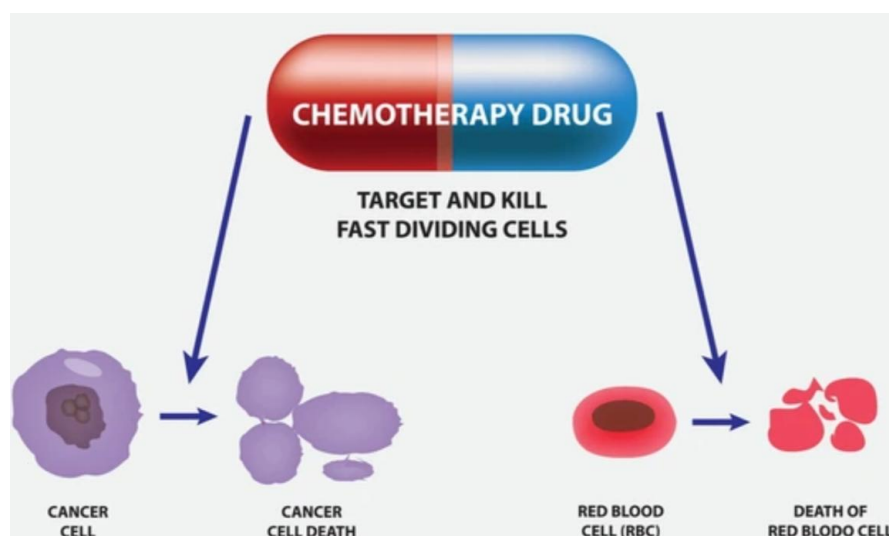 CHEMOTHERAPY DRUG
TARGET AND KILL
FAST DIVIDING CELLS
CANCER
CELL
CANCER
CELL DEATH
RED BLOOD
CELL (RBC)
DEATH OF
RED BLODO CELL